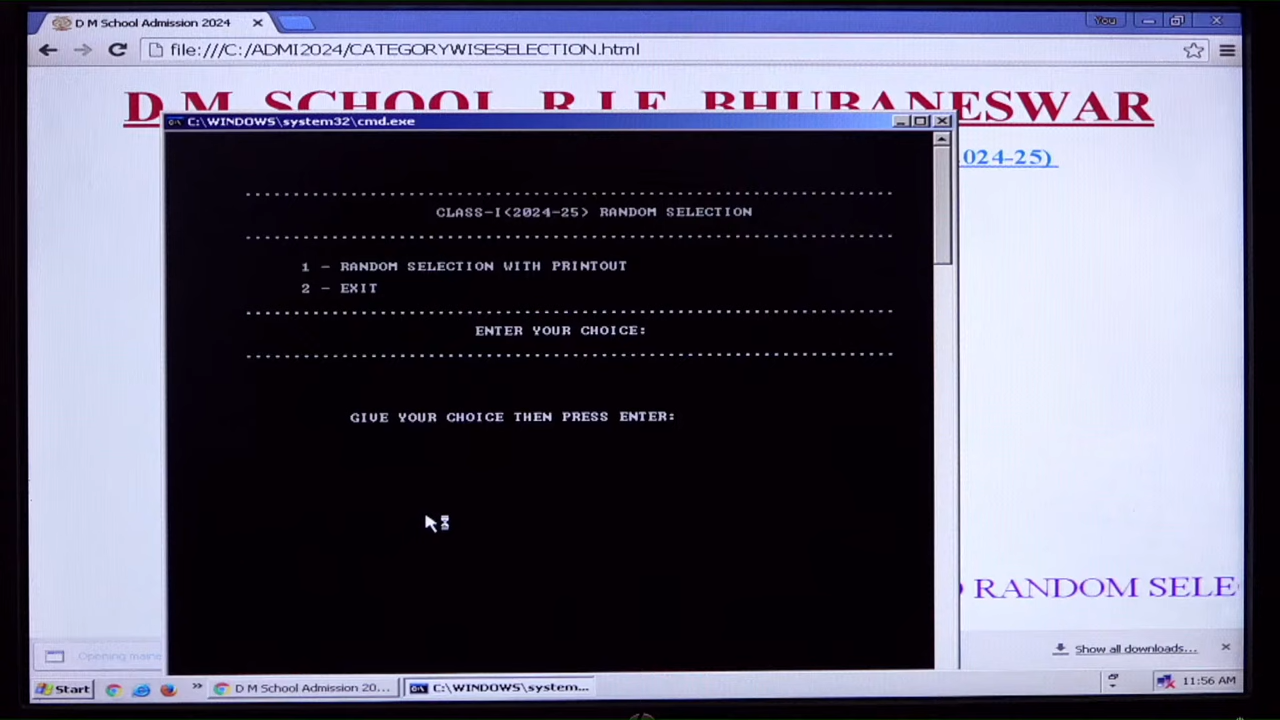 D M School Admission 2024
You
file:///C:/ADMI2024/CATEGORYWISESELECTION.html
D M SCHOOL, R I E, BHUBANESWAR
C:\WINDOWS\system32\cmd.exe
024-25)
CLASS-I(2024-25) RANDOM SELECTION
1 - RANDOM SELECTION WITH PRINTOUT
2 - EXIT
ENTER YOUR CHOICE:
GIVE YOUR CHOICE THEN PRESS ENTER:
RANDOM SELE
Opening
Show all downloads...
Start
D M School Admission 20...
C:\WINDOWS\system...
11:56 AM